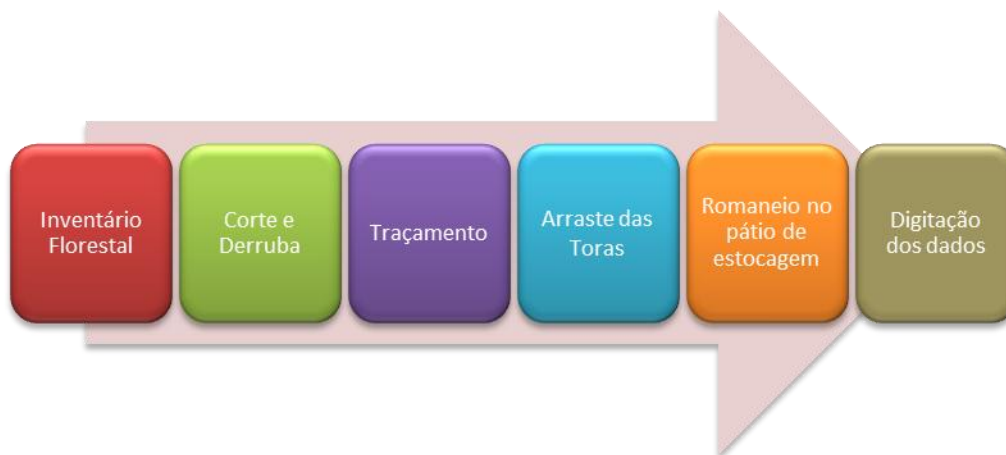 Inventário
Florestal
Corte e
Derruba
Traçamento
Arraste das
Toras
Romaneio no
pátio de
estocagem
Digitação
dos dados